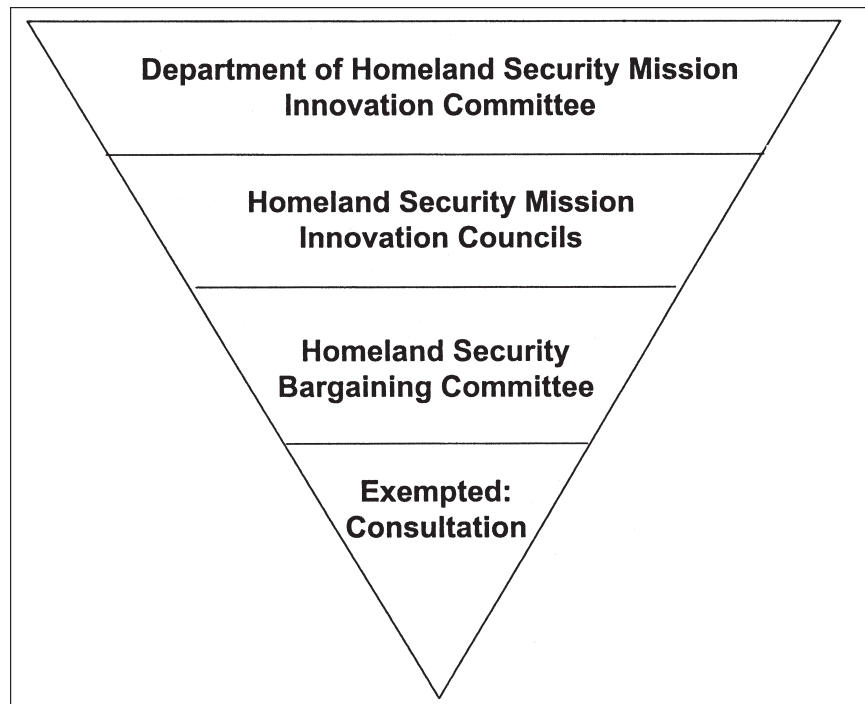 Department of Homeland Security Mission
Innovation Committee
Homeland Security Mission
Innovation Councils
Homeland Security
Bargaining Committee
Exempted:
Consultation